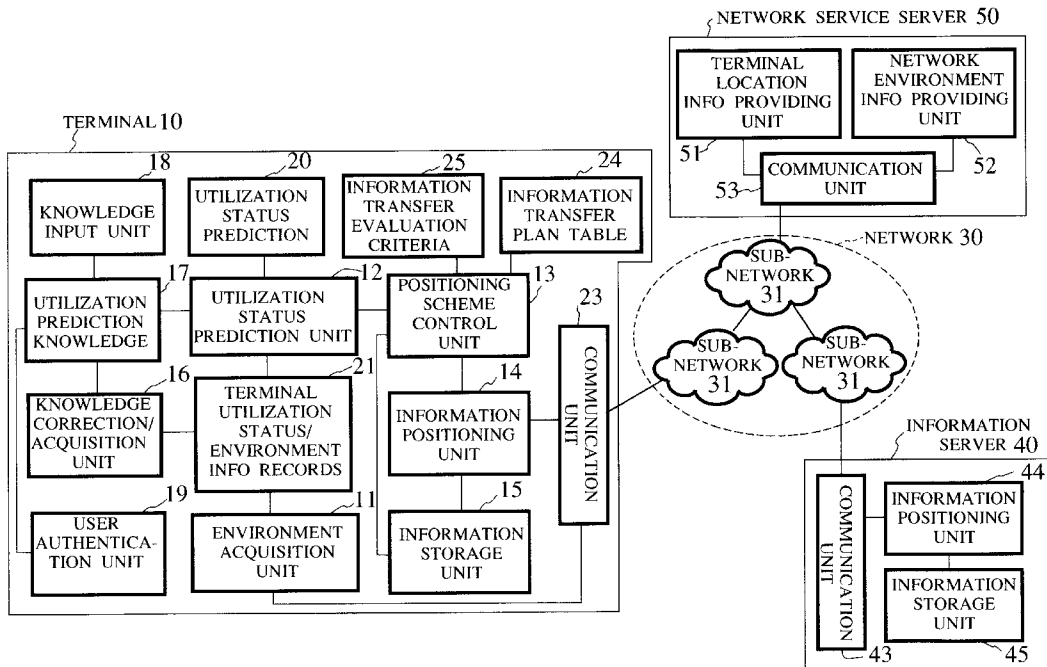 NETWORK SERVICE SERVER 50
TERMINAL
LOCATION
INFO PROVIDING
UNIT
NETWORK
ENVIRONMENT
INFO PROVIDING
UNIT
51
52
53
COMMUNICATION
UNIT
TERMINAL 10
18
KNOWLEDGE
INPUT UNIT
20
UTILIZATION
STATUS
PREDICTION
25
INFORMATION
TRANSFER
EVALUATION
CRITERIA
24
INFORMATION
TRANSFER
PLAN TABLE
17
UTILIZATION
PREDICTION
KNOWLEDGE
12
UTILIZATION
STATUS
PREDICTION UNIT
13
POSITIONING
SCHEME
CONTROL
UNIT
23
COMMUNICATION
UNIT
16
KNOWLEDGE
CORRECTION/
ACQUISITION
UNIT
21
TERMINAL
UTILIZATION
STATUS/
ENVIRONMENT
INFO RECORDS
14
INFORMATION
POSITIONING
UNIT
19
USER
AUTHENTICA-
TION UNIT
11
ENVIRONMENT
ACQUISITION
UNIT
15
INFORMATION
STORAGE
UNIT
NETWORK 30
SUB-
NETWORK
31
SUB-
NETWORK
31
SUB-
NETWORK
31
INFORMATION
SERVER 40
COMMUNICATION
UNIT
43
44
INFORMATION
POSITIONING
UNIT
INFORMATION
STORAGE
UNIT
45